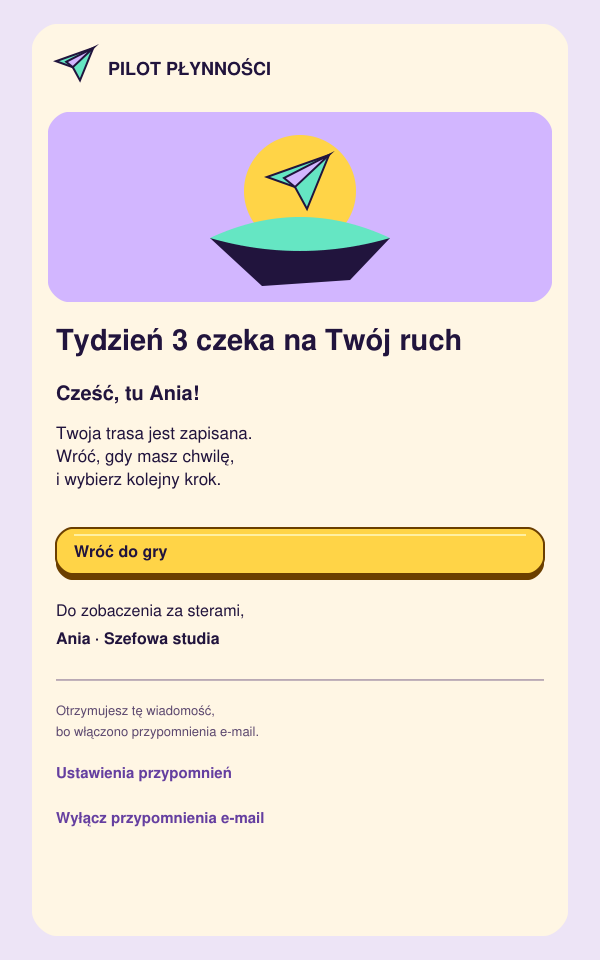 PILOT PŁYNNOŚCI
Tydzień 3 czeka na Twój ruch
Cześć, tu Ania!
Twoja trasa jest zapisana.
Wróć, gdy masz chwilę,
i wybierz kolejny krok.
Wróć do gry
Do zobaczenia za sterami,
Ania · Szefowa studia
Otrzymujesz tę wiadomość,
bo włączono przypomnienia e-mail.
Ustawienia przypomnień
Wyłącz przypomnienia e-mail